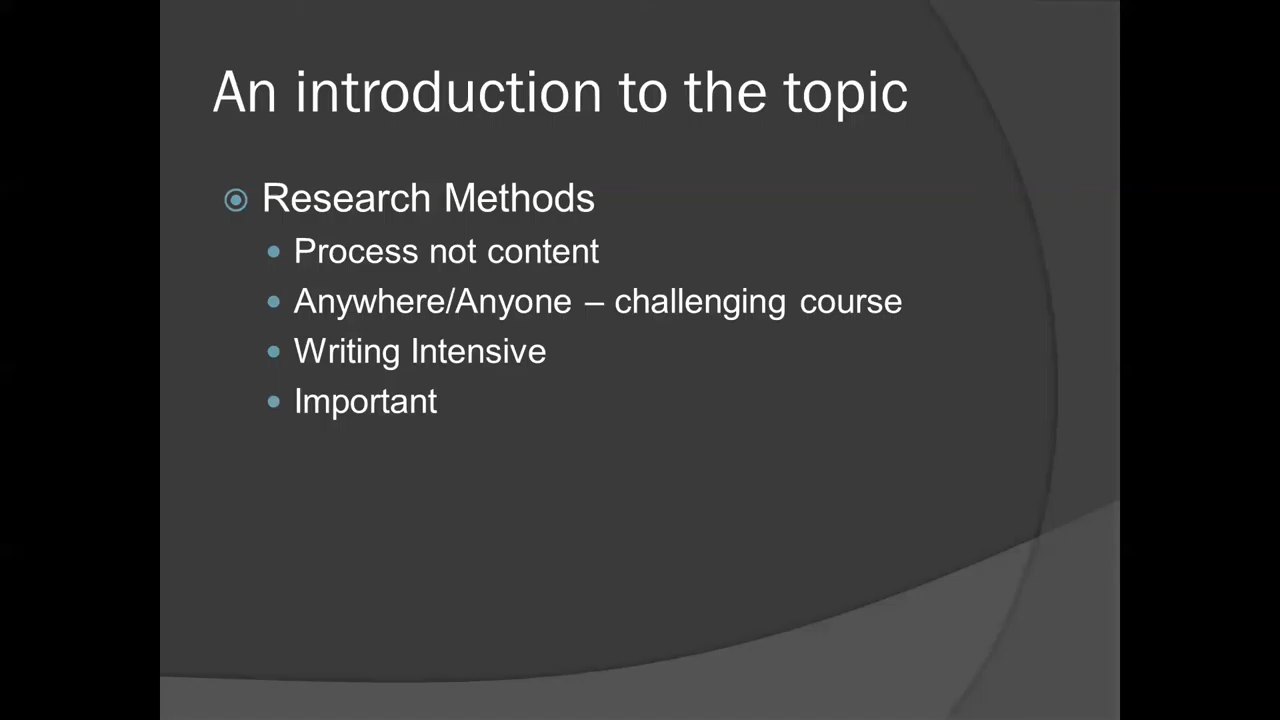 An introduction to the topic
Research Methods
Process not content
Anywhere/Anyone – challenging course
Writing Intensive
Important